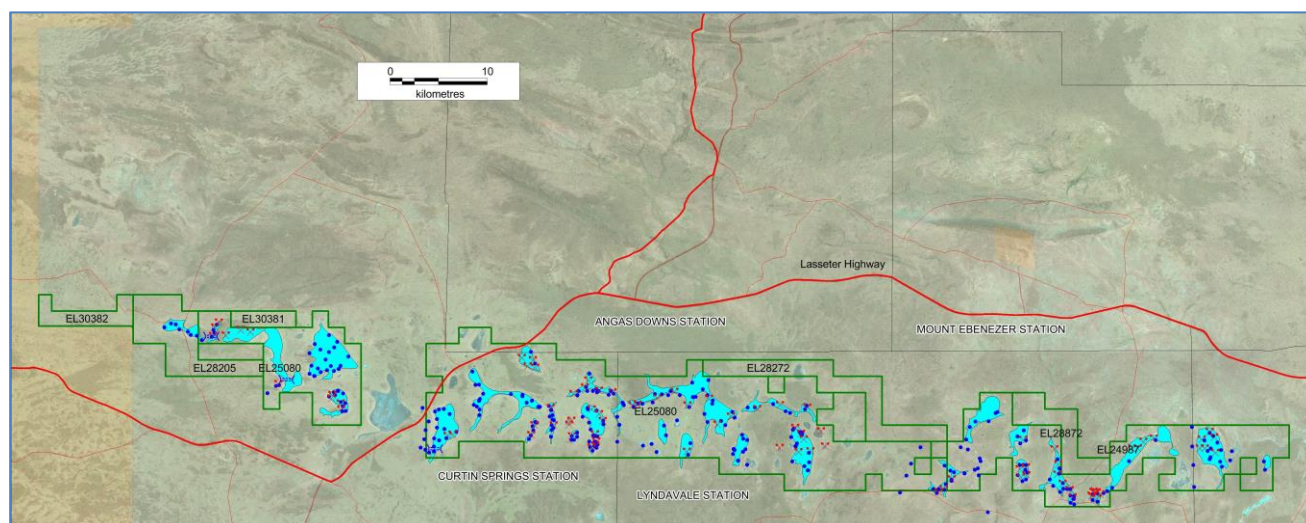 0 10
kilometres
Lasseter Highway
EL30382
EL30381
ANGAS DOWNS STATION
MOUNT EBENEZER STATION
EL28205
EL25080
EL28272
EL25080
EL28872
EL24987
CURTIN SPRINGS STATION
LYNDAVALE STATION